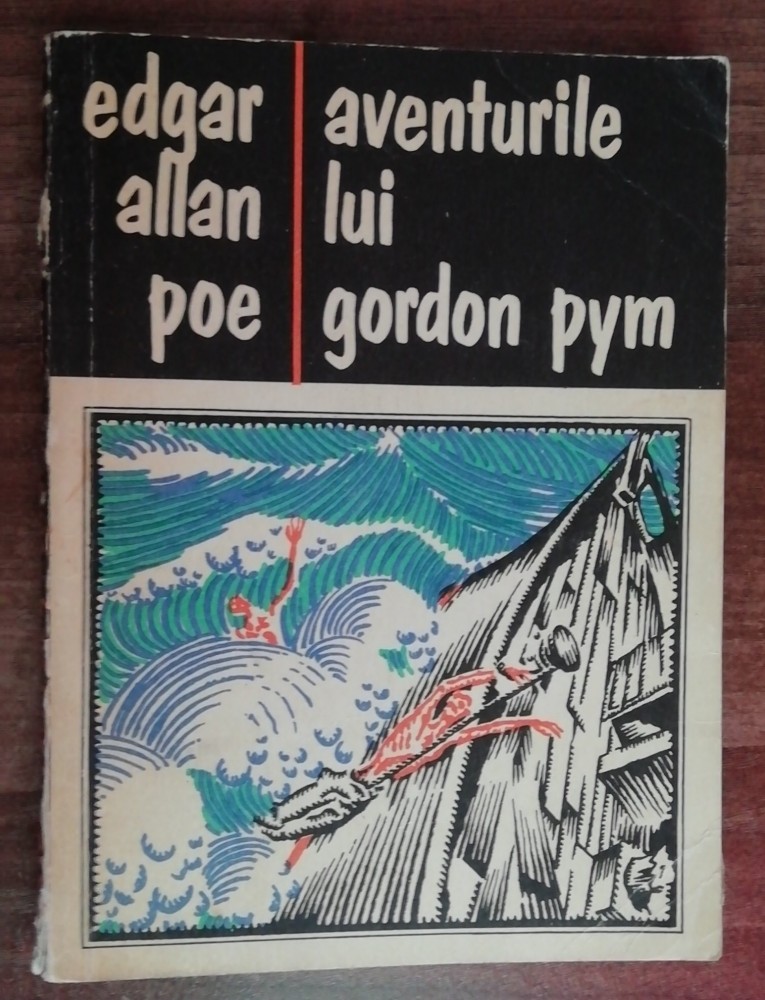 edgar
allan
poe
aventurile
lui
gordon pym